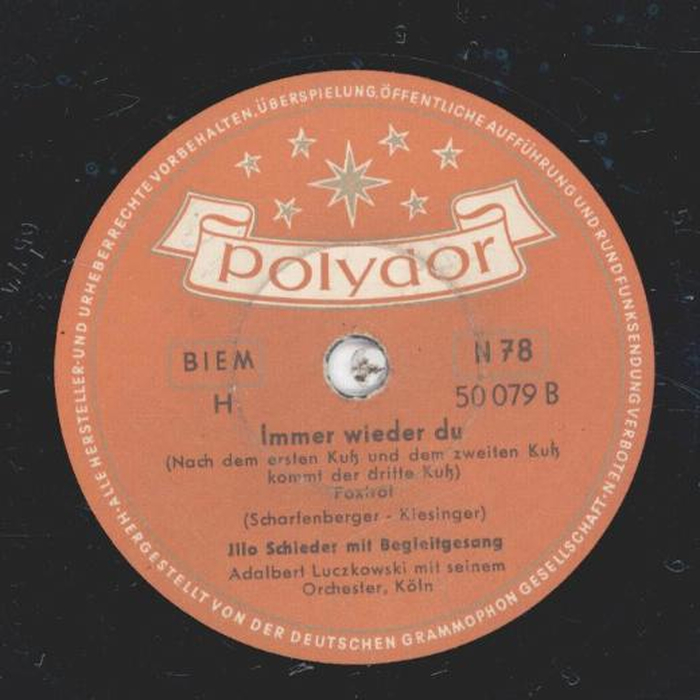 ALLE HERSTELLER-UND URHEBERRECHTE VORBEHALTEN, ÜBERSPIELUNG, ÖFFENTLICHE AUFFÜHRUNG UND RUNDFUNKSENDUNG VERBOTEN·
polydor
BIEM N 78
H 50 079 B
Immer wieder du
(Nach dem ersten Kuß und dem zweiten Kuß
kommt der dritte Kuß)
Foxtrot
(Scharfenberger - Kiesinger)
Illo Schieder mit Begleitgesang
Adalbert Luczkowski mit seinem
Orchester, Köln
HERGESTELLT VON DER DEUTSCHEN GRAMMOPHON GESELLSCHAFT·